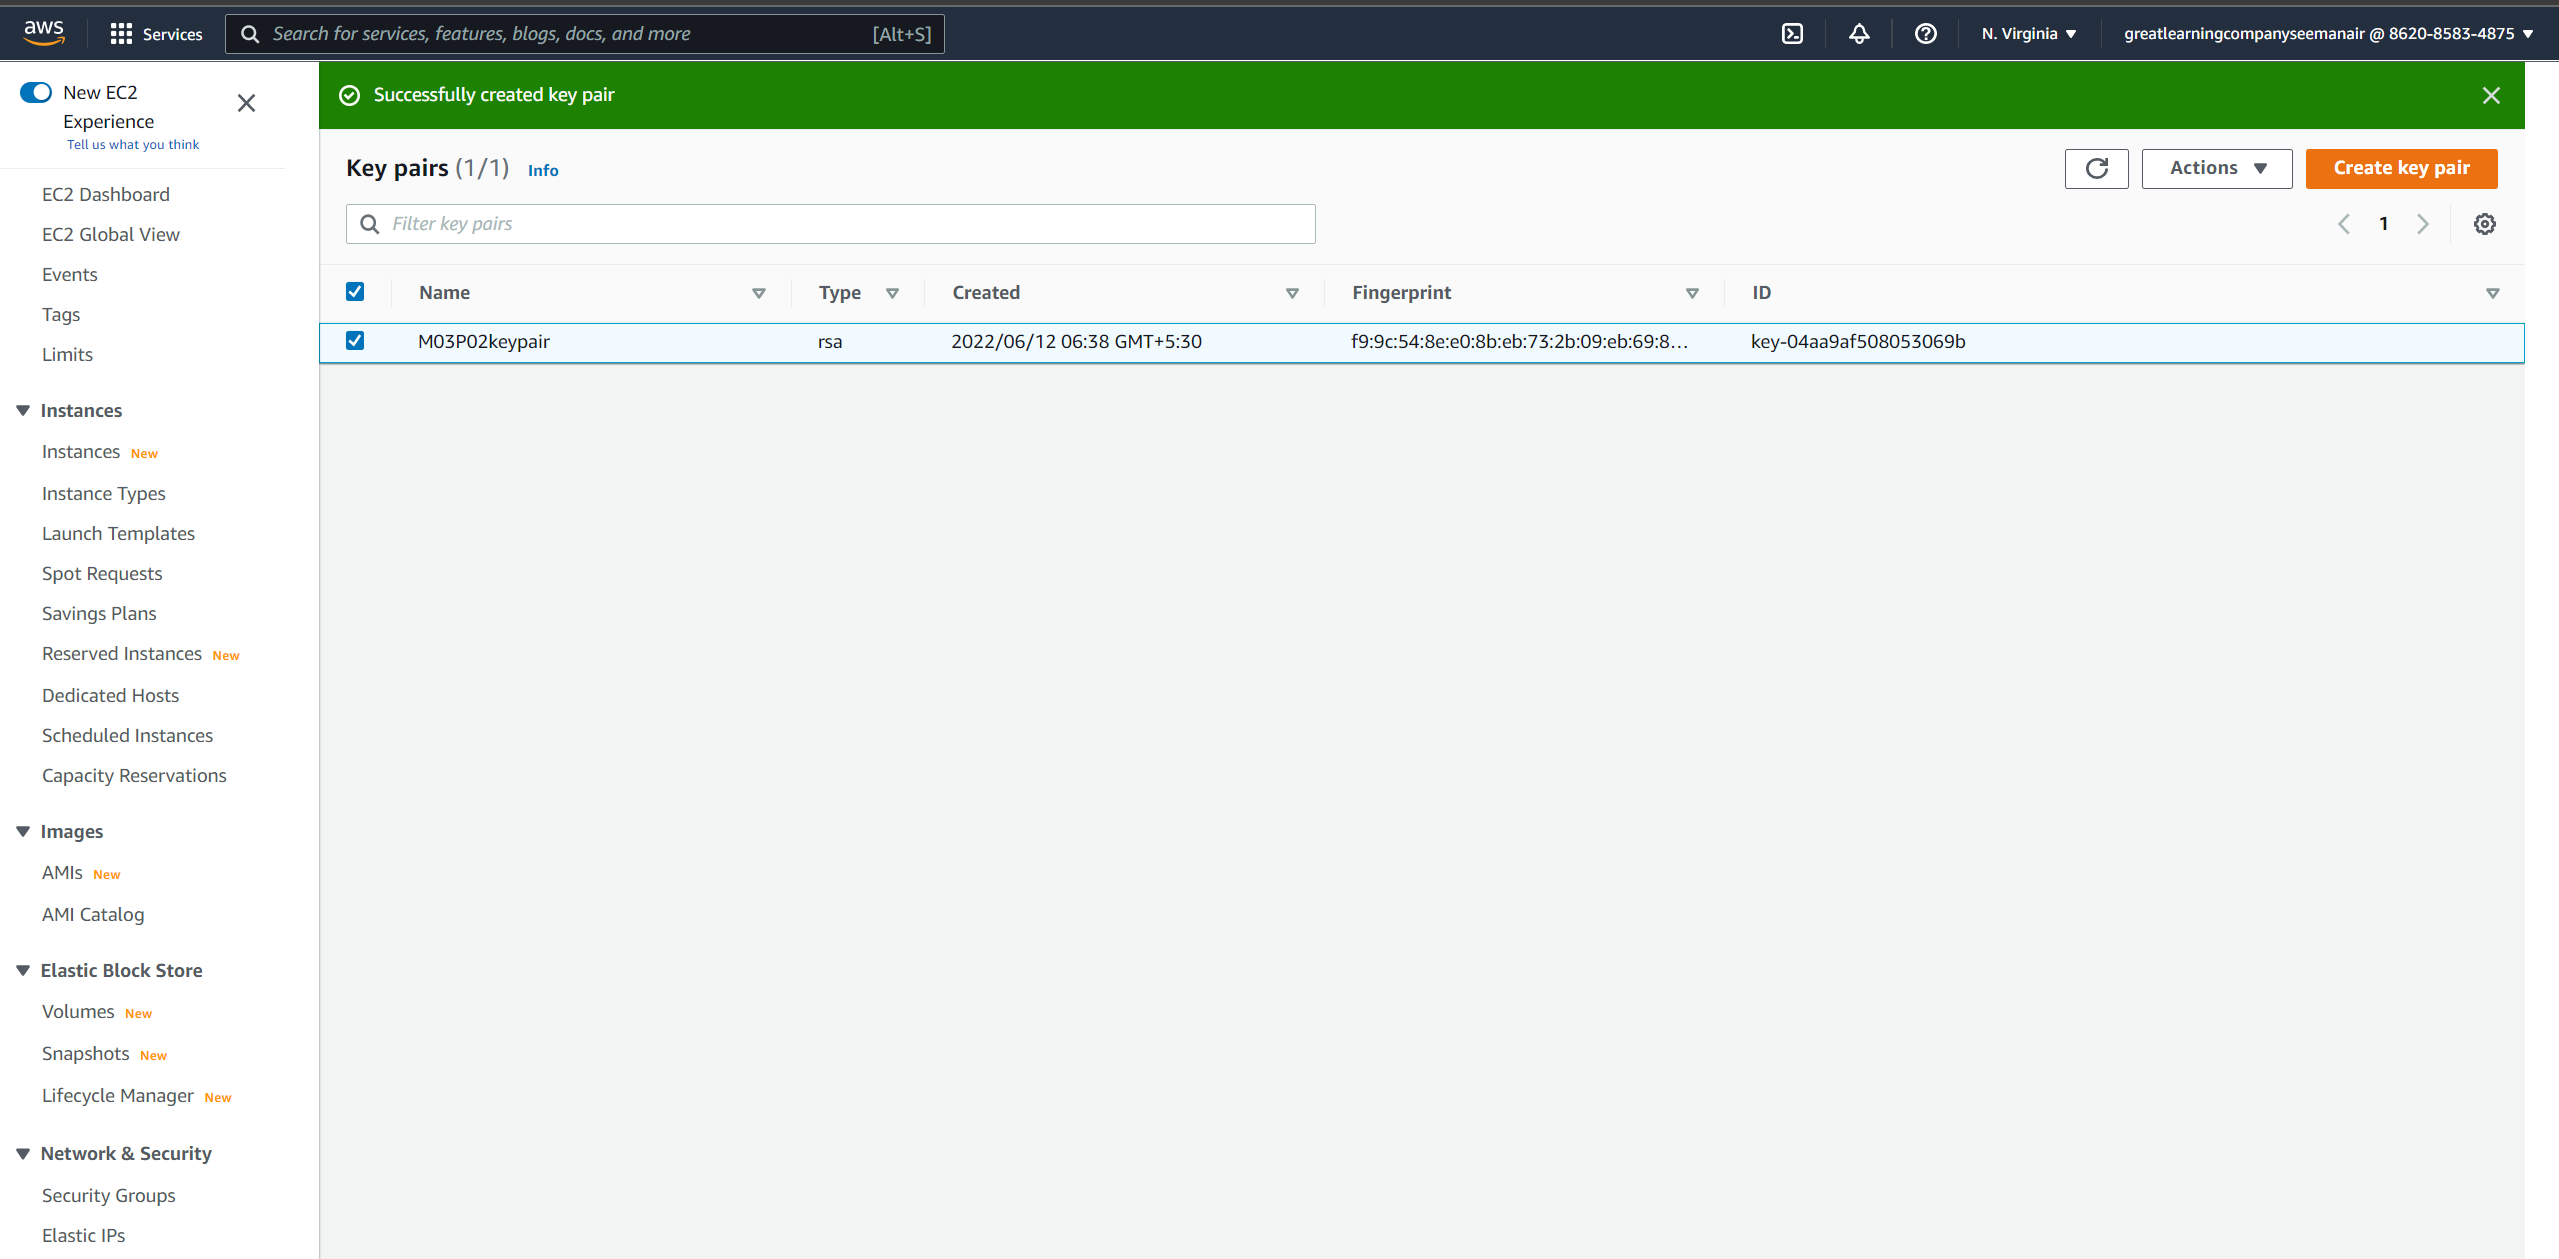 aws
Services
Search for services, features, blogs, docs, and more
[Alt+S]
N. Virginia
greatlearningcompanyseemanair @ 8620-8583-4875
New EC2
Experience
Tell us what you think
EC2 Dashboard
EC2 Global View
Events
Tags
Limits
Instances
Instances New
Instance Types
Launch Templates
Spot Requests
Savings Plans
Reserved Instances New
Dedicated Hosts
Scheduled Instances
Capacity Reservations
Images
AMIs New
AMI Catalog
Elastic Block Store
Volumes New
Snapshots New
Lifecycle Manager New
Network & Security
Security Groups
Elastic IPs
Successfully created key pair
Key pairs (1/1) Info
Actions
Create key pair
Filter key pairs
1
Name Type Created Fingerprint ID
M03P02keypair rsa 2022/06/12 06:38 GMT+5:30 f9:9c:54:8e:e0:8b:eb:73:2b:09:eb:69:8... key-04aa9af508053069b